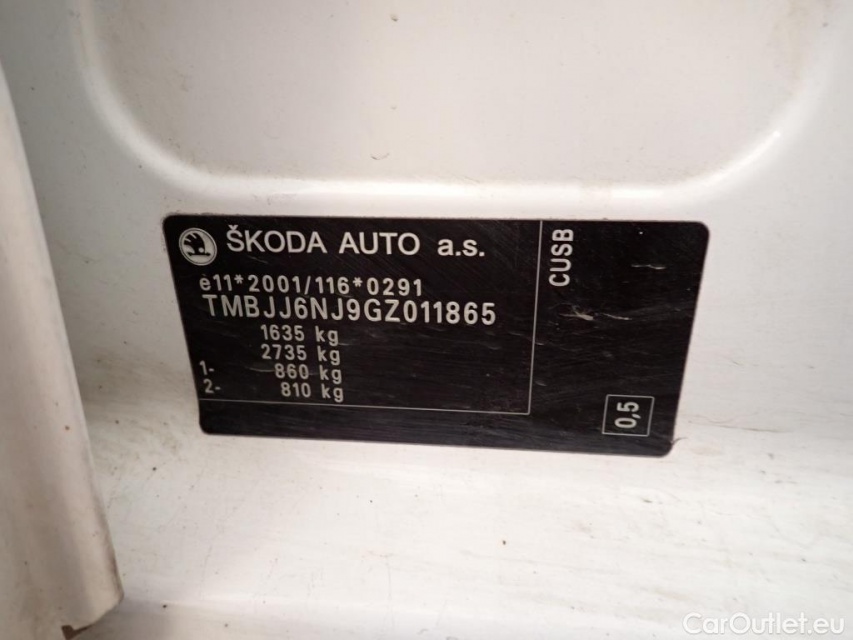 ŠKODA AUTO a.s.
e11*2001/116*0291
TMBJJ6NJ9GZ011865
1635 kg
2735 kg
1- 860 kg
2- 810 kg
CUSB
0,5
CarOutlet.eu